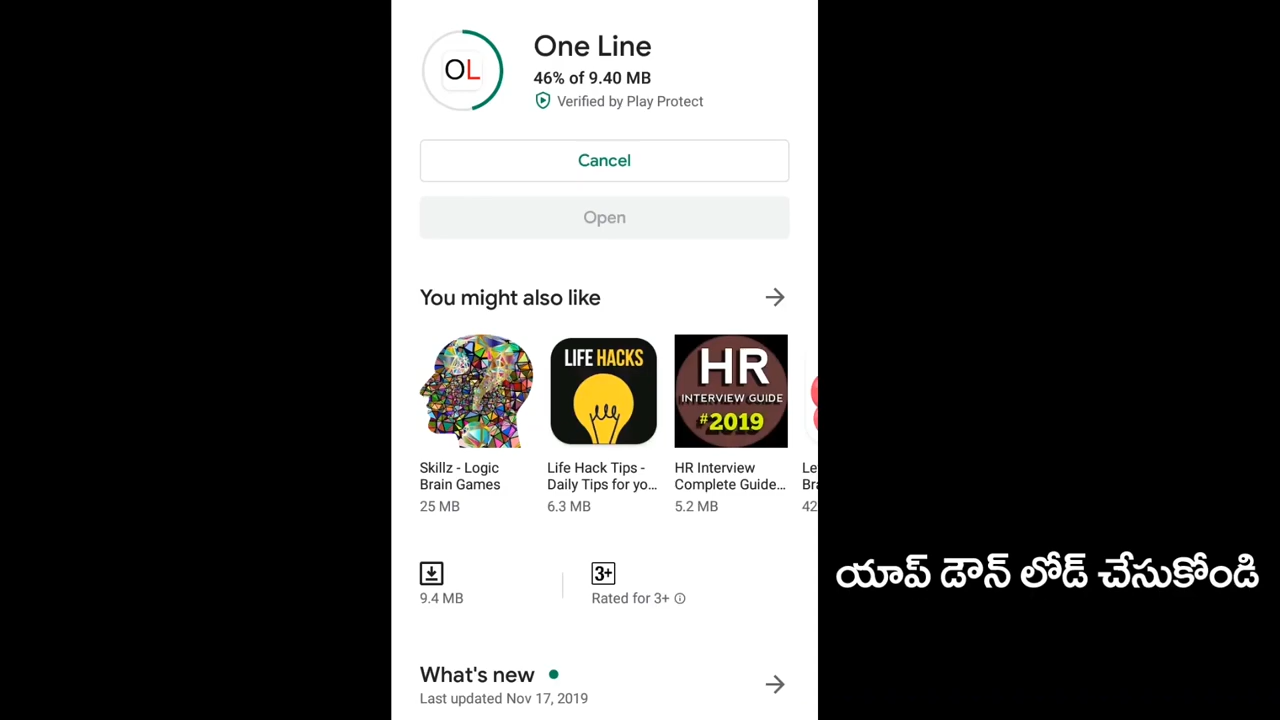 One Line
OL
46% of 9.40 MB
Verified by Play Protect
Cancel
Open
You might also like
LIFE HACKS
HR
INTERVIEW GUIDE
#2019
Skillz - Logic
Brain Games
25 MB
Life Hack Tips -
Daily Tips for yo...
6.3 MB
HR Interview
Complete Guide...
5.2 MB
Le
Bra
42
3+
9.4 MB
Rated for 3+
యాప్ డౌన్ లోడ్ చేసుకోండి
What's new
Last updated Nov 17, 2019